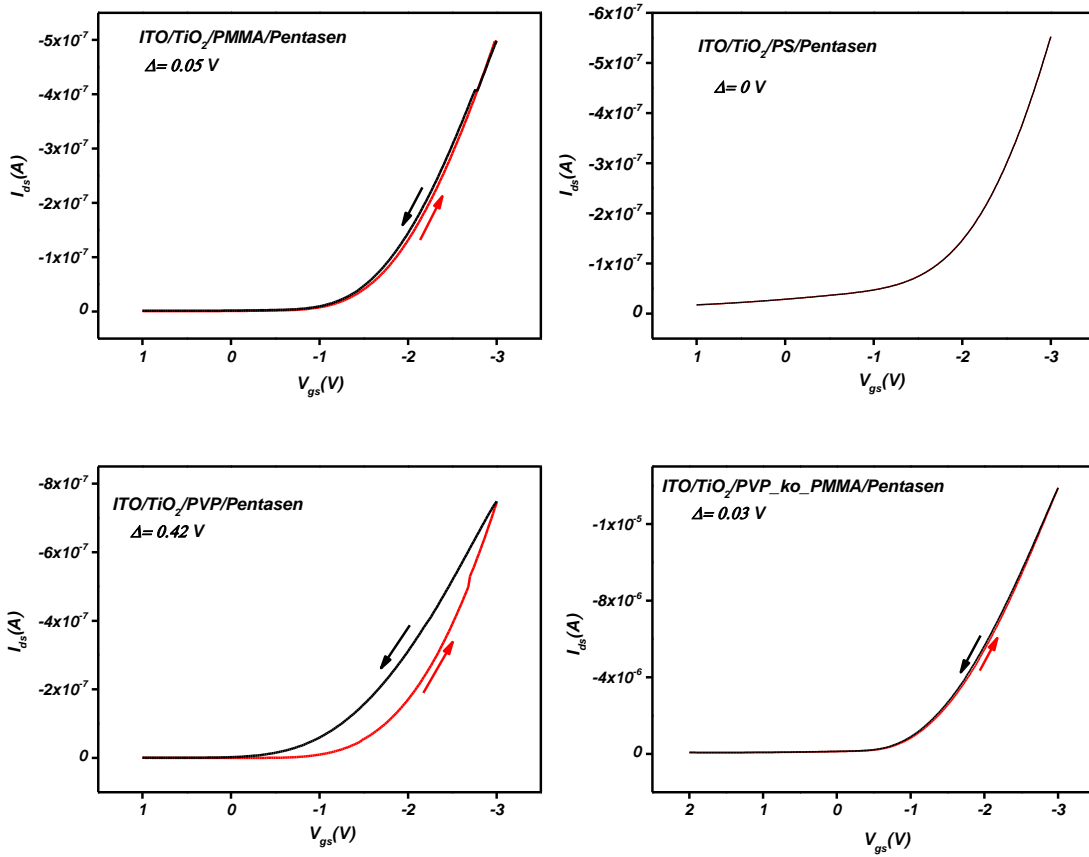 ITO/TiO2/PMMA/Pentasen
Δ= 0.05 V
-5x10-7
-4x10-7
-3x10-7
-2x10-7
-1x10-7
0
Ids(A)
1 0 -1 -2 -3
Vgs(V)
ITO/TiO2/PS/Pentasen
Δ= 0 V
-6x10-7
-5x10-7
-4x10-7
-3x10-7
-2x10-7
-1x10-7
0
Ids(A)
1 0 -1 -2 -3
Vgs(V)
ITO/TiO2/PVP/Pentasen
Δ= 0.42 V
-8x10-7
-6x10-7
-4x10-7
-2x10-7
0
Ids(A)
1 0 -1 -2 -3
Vgs(V)
ITO/TiO2/PVP_ko_PMMA/Pentasen
Δ= 0.03 V
-1x10-5
-8x10-6
-4x10-6
0
Ids(A)
2 1 0 -1 -2 -3
Vgs(V)